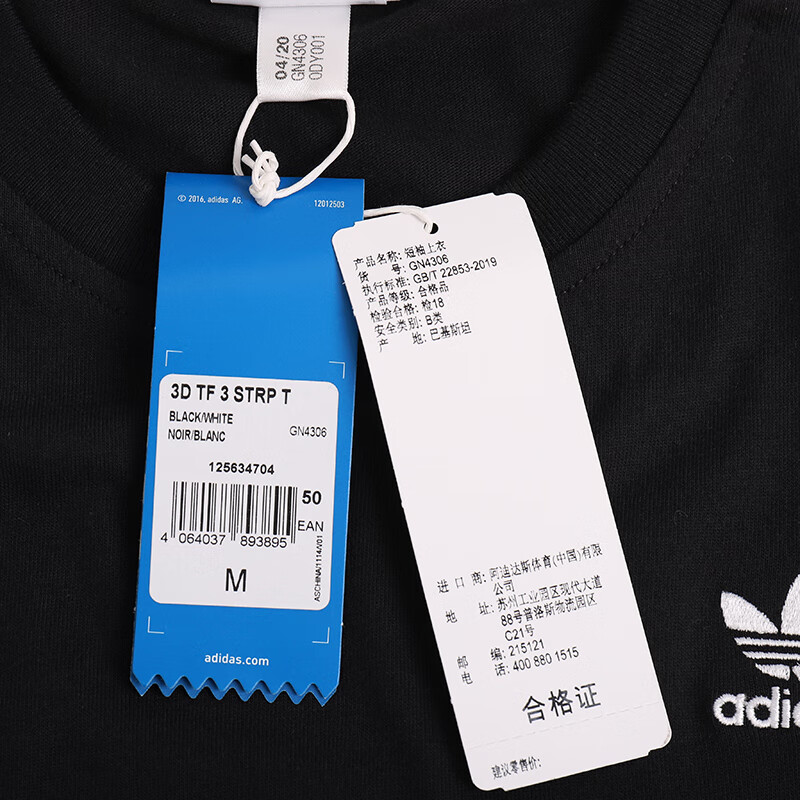 04/20
GN4306
0DY001
© 2016, adidas AG.
12012503
3D TF 3 STRP T
BLACK/WHITE
NOIR/BLANC
GN4306
125634704
50
EAN
4 064037 893895
M
ASCHINA/1114/V01
adidas.com
产品名称: 短袖上衣
货 号: GN4306
执行标准: GB/T 22853-2019
产品等级: 合格品
检验合格: 检18
安全类别: B类
产 地: 巴基斯坦
进 口 商: 阿迪达斯体育(中国)有限
公司
地 址: 苏州工业园区现代大道
88号普洛斯物流园区
C21号
邮 编: 215121
电 话: 400 880 1515
合格证
建议零售价:
adi